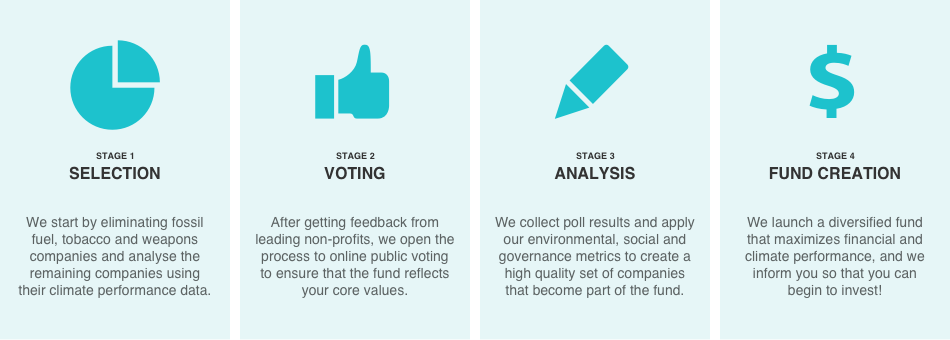 STAGE 1
SELECTION
We start by eliminating fossil
fuel, tobacco and weapons
companies and analyse the
remaining companies using
their climate performance data.
STAGE 2
VOTING
After getting feedback from
leading non-profits, we open the
process to online public voting
to ensure that the fund reflects
your core values.
STAGE 3
ANALYSIS
We collect poll results and apply
our environmental, social and
governance metrics to create a
high quality set of companies
that become part of the fund.
$
STAGE 4
FUND CREATION
We launch a diversified fund
that maximizes financial and
climate performance, and we
inform you so that you can
begin to invest!